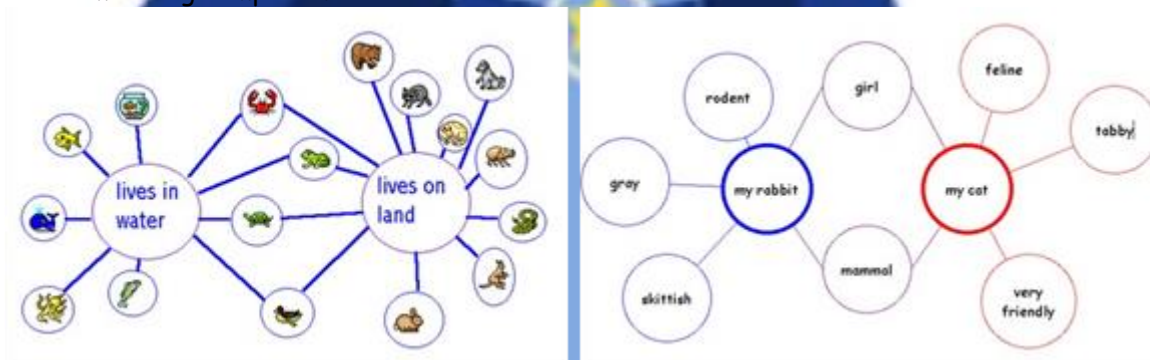 lives in
water
lives on
land
rodent
girl
feline
tabby
gray
my rabbit
my cat
skittish
mammal
very
friendly